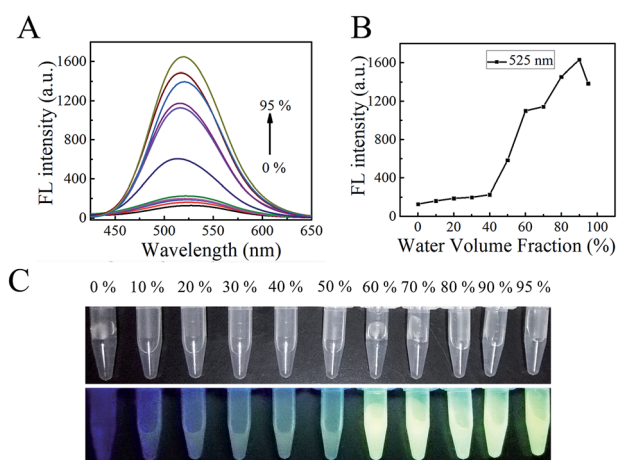 A
FL intensity (a.u.)
1600
1200
800
400
0
95 %
0 %
450
500
550
600
650
Wavelength (nm)
B
525 nm
FL intensity (a.u.)
1600
1200
800
400
0
0
20
40
60
80
100
Water Volume Fraction (%)
C
0 % 10 % 20 % 30 % 40 % 50 % 60 % 70 % 80 % 90 % 95 %